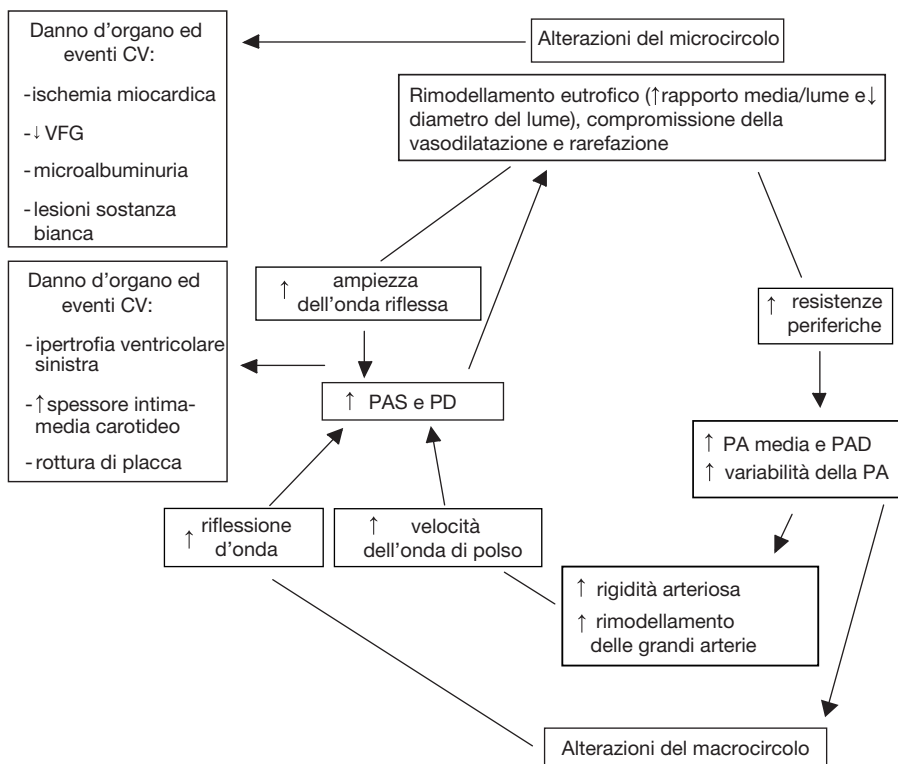 Danno d'organo ed
eventi CV:
-ischemia miocardica
-↓ VFG
-microalbuminuria
-lesioni sostanza
bianca
Alterazioni del microcircolo
Rimodellamento eutrofico (↑rapporto media/lume e↓
diametro del lume), compromissione della
vasodilatazione e rarefazione
Danno d'organo ed
eventi CV:
- ipertrofia ventricolare
sinistra
-↑spessore intima-
media carotideo
-rottura di placca
↑ ampiezza
dell'onda riflessa
↑ resistenze
periferiche
↑ PAS e PD
↑ PA media e PAD
↑ variabilità della PA
↑ riflessione
d'onda
↑ velocità
dell'onda di polso
↑ rigidità arteriosa
↑ rimodellamento
delle grandi arterie
Alterazioni del macrocircolo